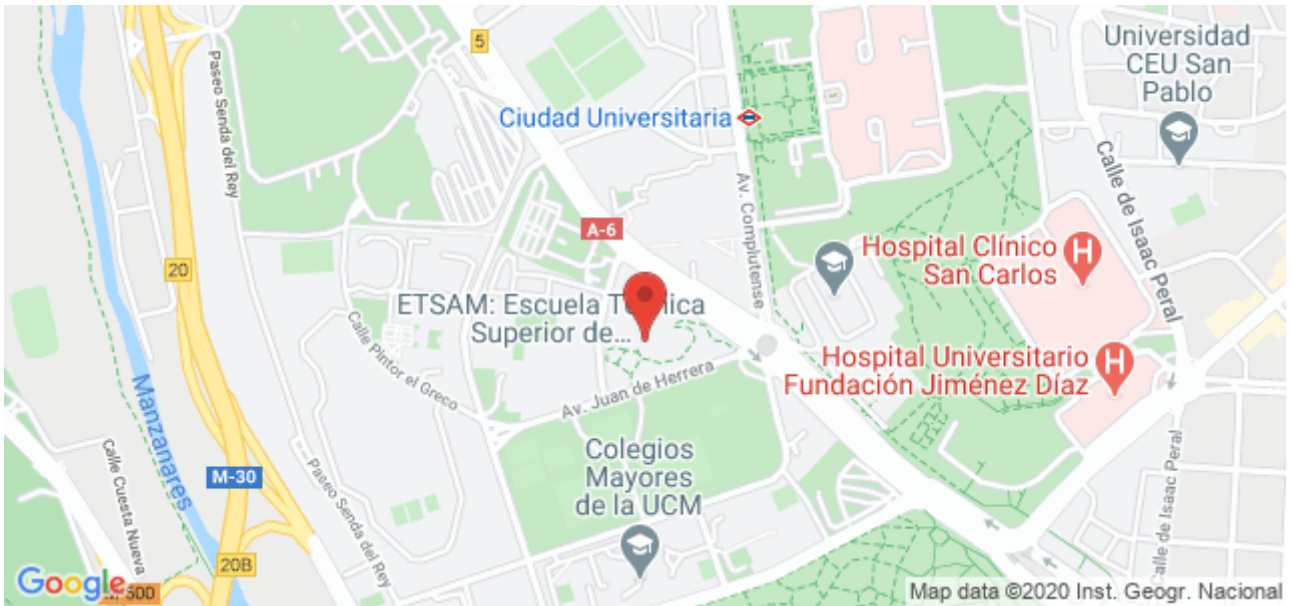 5
Universidad
CEU San
Pablo
Paseo Senda del Rey
Ciudad Universitaria
Calle de Isaac Peral
Av. Complutense
A-6
20
Hospital Clínico
San Carlos
H
ETSAM: Escuela
Superior de...
Calle Pintor el Greco
Hospital Universitario
Fundación Jiménez Díaz
H
Av. Juan de Herrera
Manzanares
Calle Cuesta Nueva
M-30
Paseo Senda del Rey
Colegios
Mayores
de la UCM
Calle de Isaac Peral
20B
Google
Map data ©2020 Inst. Geogr. Nacional